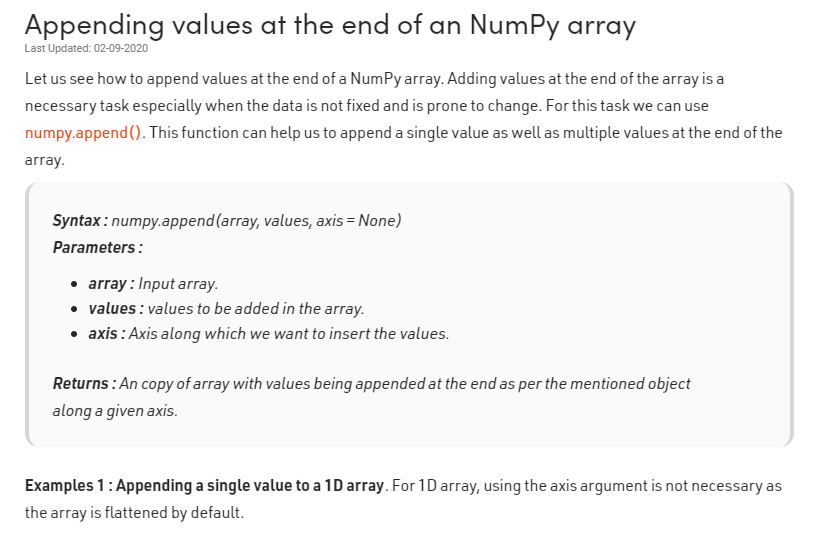 Appending values at the end of an NumPy array
Last Updated: 02-09-2020
Let us see how to append values at the end of a NumPy array. Adding values at the end of the array is a
necessary task especially when the data is not fixed and is prone to change. For this task we can use
numpy.append(). This function can help us to append a single value as well as multiple values at the end of the
array.
Syntax : numpy.append(array, values, axis = None)
Parameters :
• array : Input array.
• values : values to be added in the array.
• axis : Axis along which we want to insert the values.
Returns : An copy of array with values being appended at the end as per the mentioned object
along a given axis.
Examples 1 : Appending a single value to a 1D array. For 1D array, using the axis argument is not necessary as
the array is flattened by default.